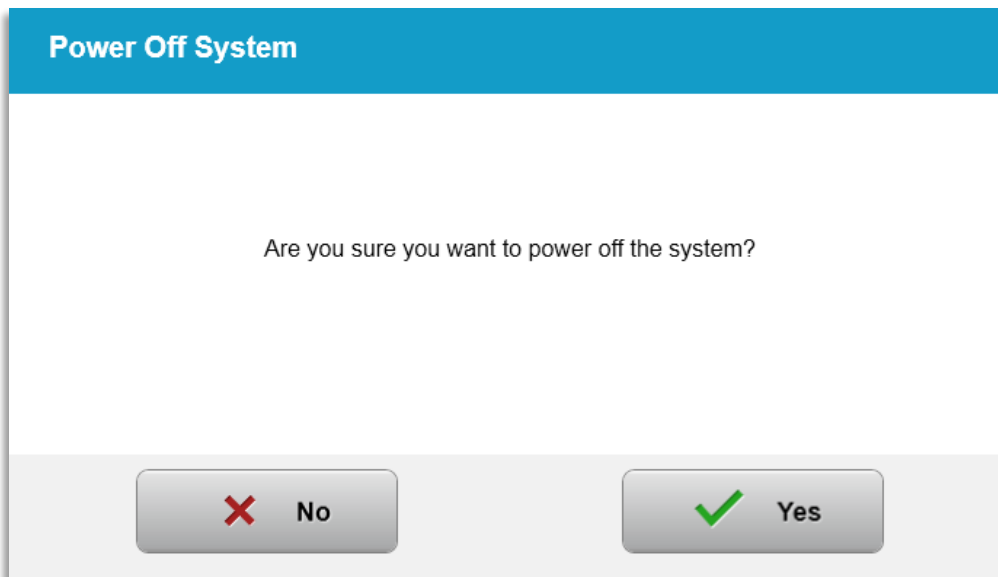 Power Off System
Are you sure you want to power off the system?
No
Yes